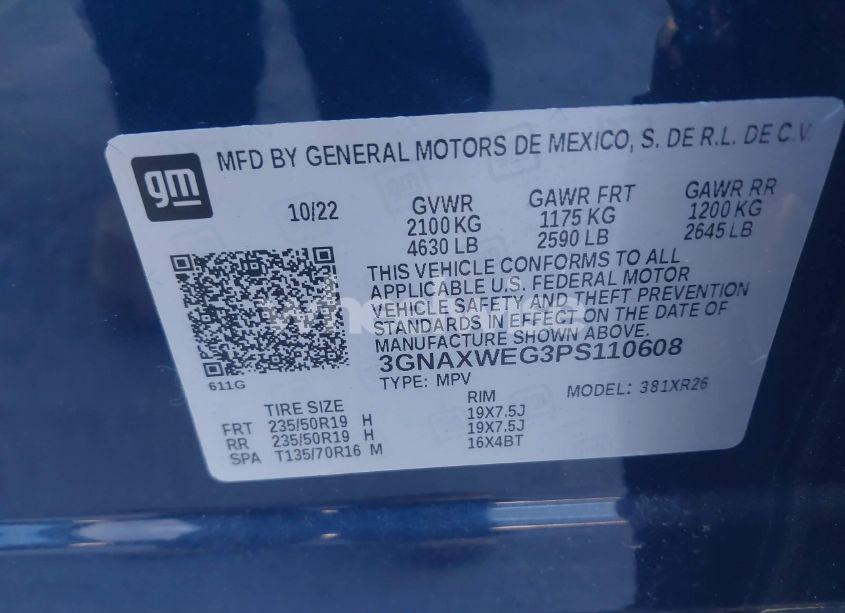 gm
MFD BY GENERAL MOTORS DE MEXICO, S. DE R.L. DE C.V.
10/22 GVWR GAWR FRT GAWR RR
2100 KG 1175 KG 1200 KG
4630 LB 2590 LB 2645 LB
THIS VEHICLE CONFORMS TO ALL
APPLICABLE U.S. FEDERAL MOTOR
VEHICLE SAFETY AND THEFT PREVENTION
STANDARDS IN EFFECT ON THE DATE OF
MANUFACTURE SHOWN ABOVE.
3GNAXWEG3PS110608
611G
TYPE: MPV MODEL: 381XR26
TIRE SIZE RIM
FRT 235/50R19 H 19X7.5J
RR 235/50R19 H 19X7.5J
SPA T135/70R16 M 16X4BT